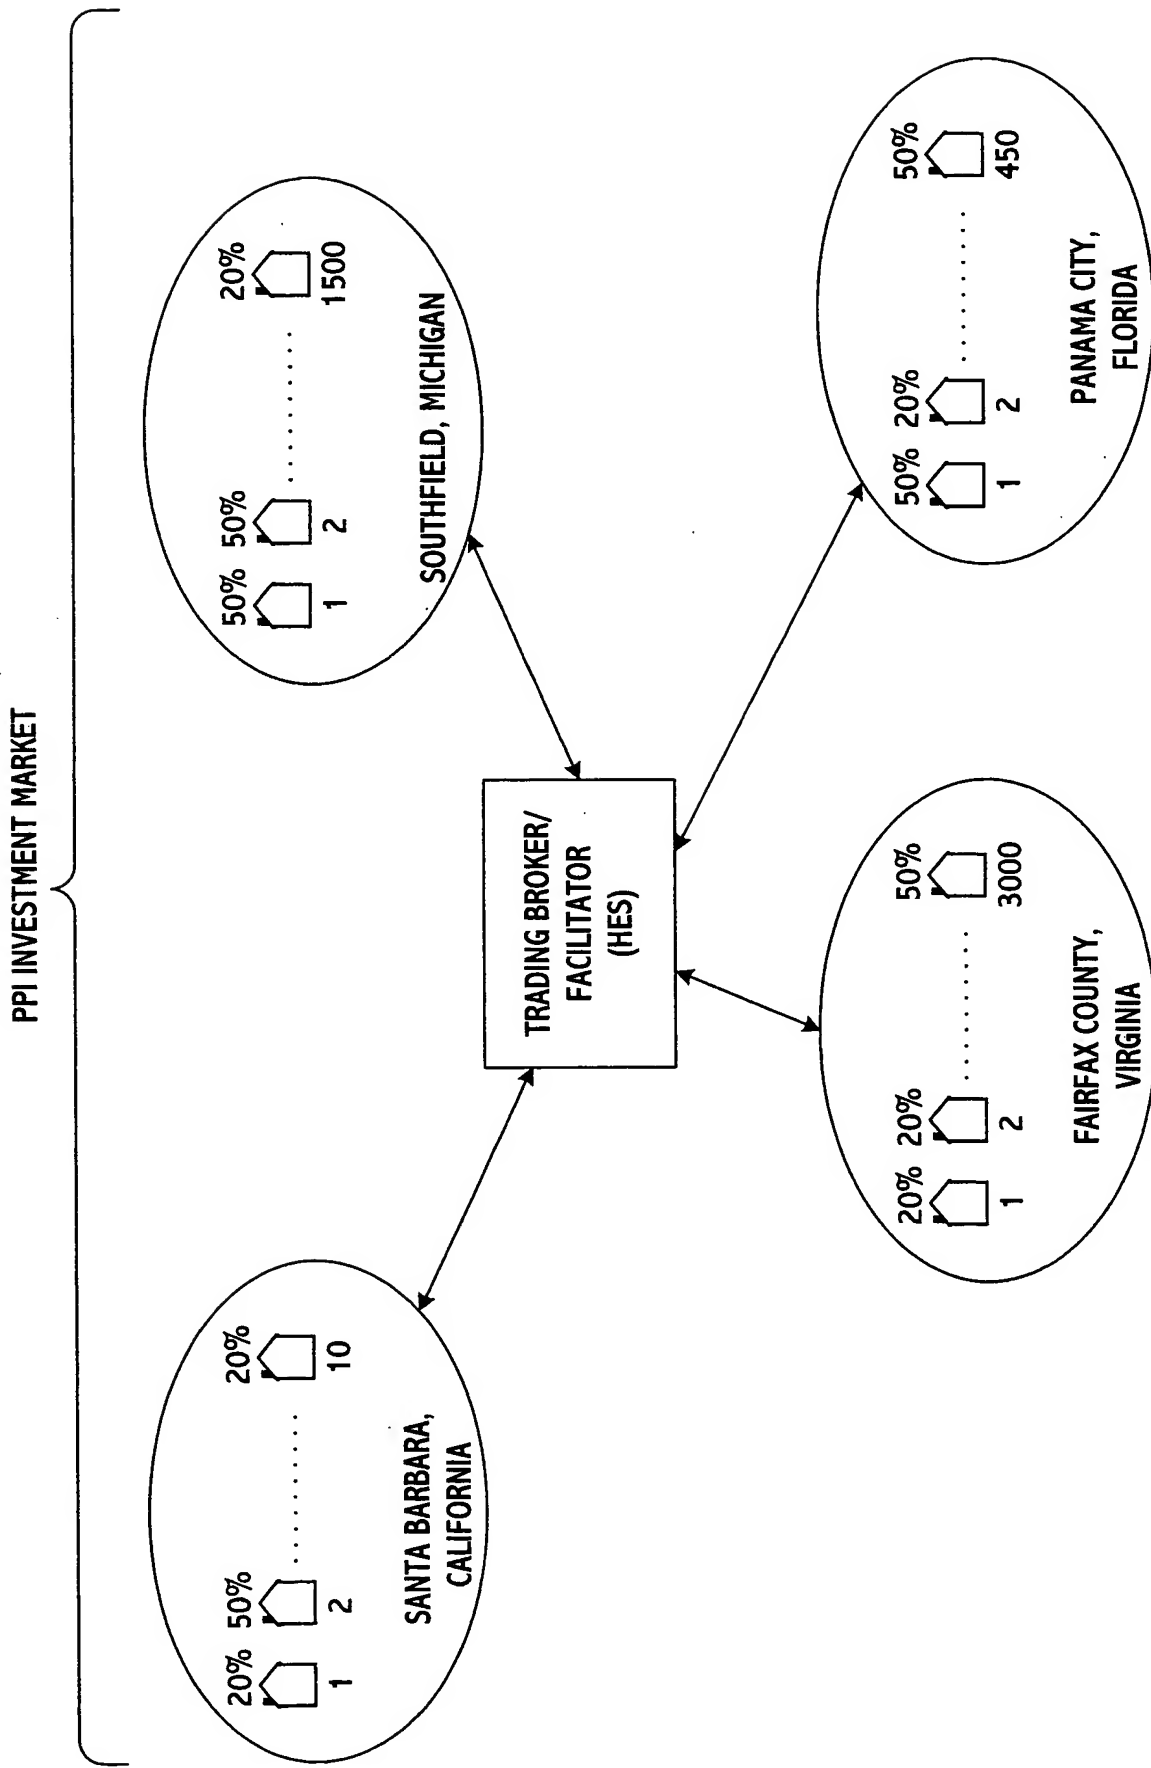 PPI INVESTMENT MARKET
20% 50% 20%
1 2 10
SANTA BARBARA,
CALIFORNIA
50% 50% 20%
1 2 1500
SOUTHFIELD, MICHIGAN
TRADING BROKER/
FACILITATOR
(HES)
20% 20% 50%
1 2 3000
FAIRFAX COUNTY,
VIRGINIA
50% 20% 50%
1 2 450
PANAMA CITY,
FLORIDA